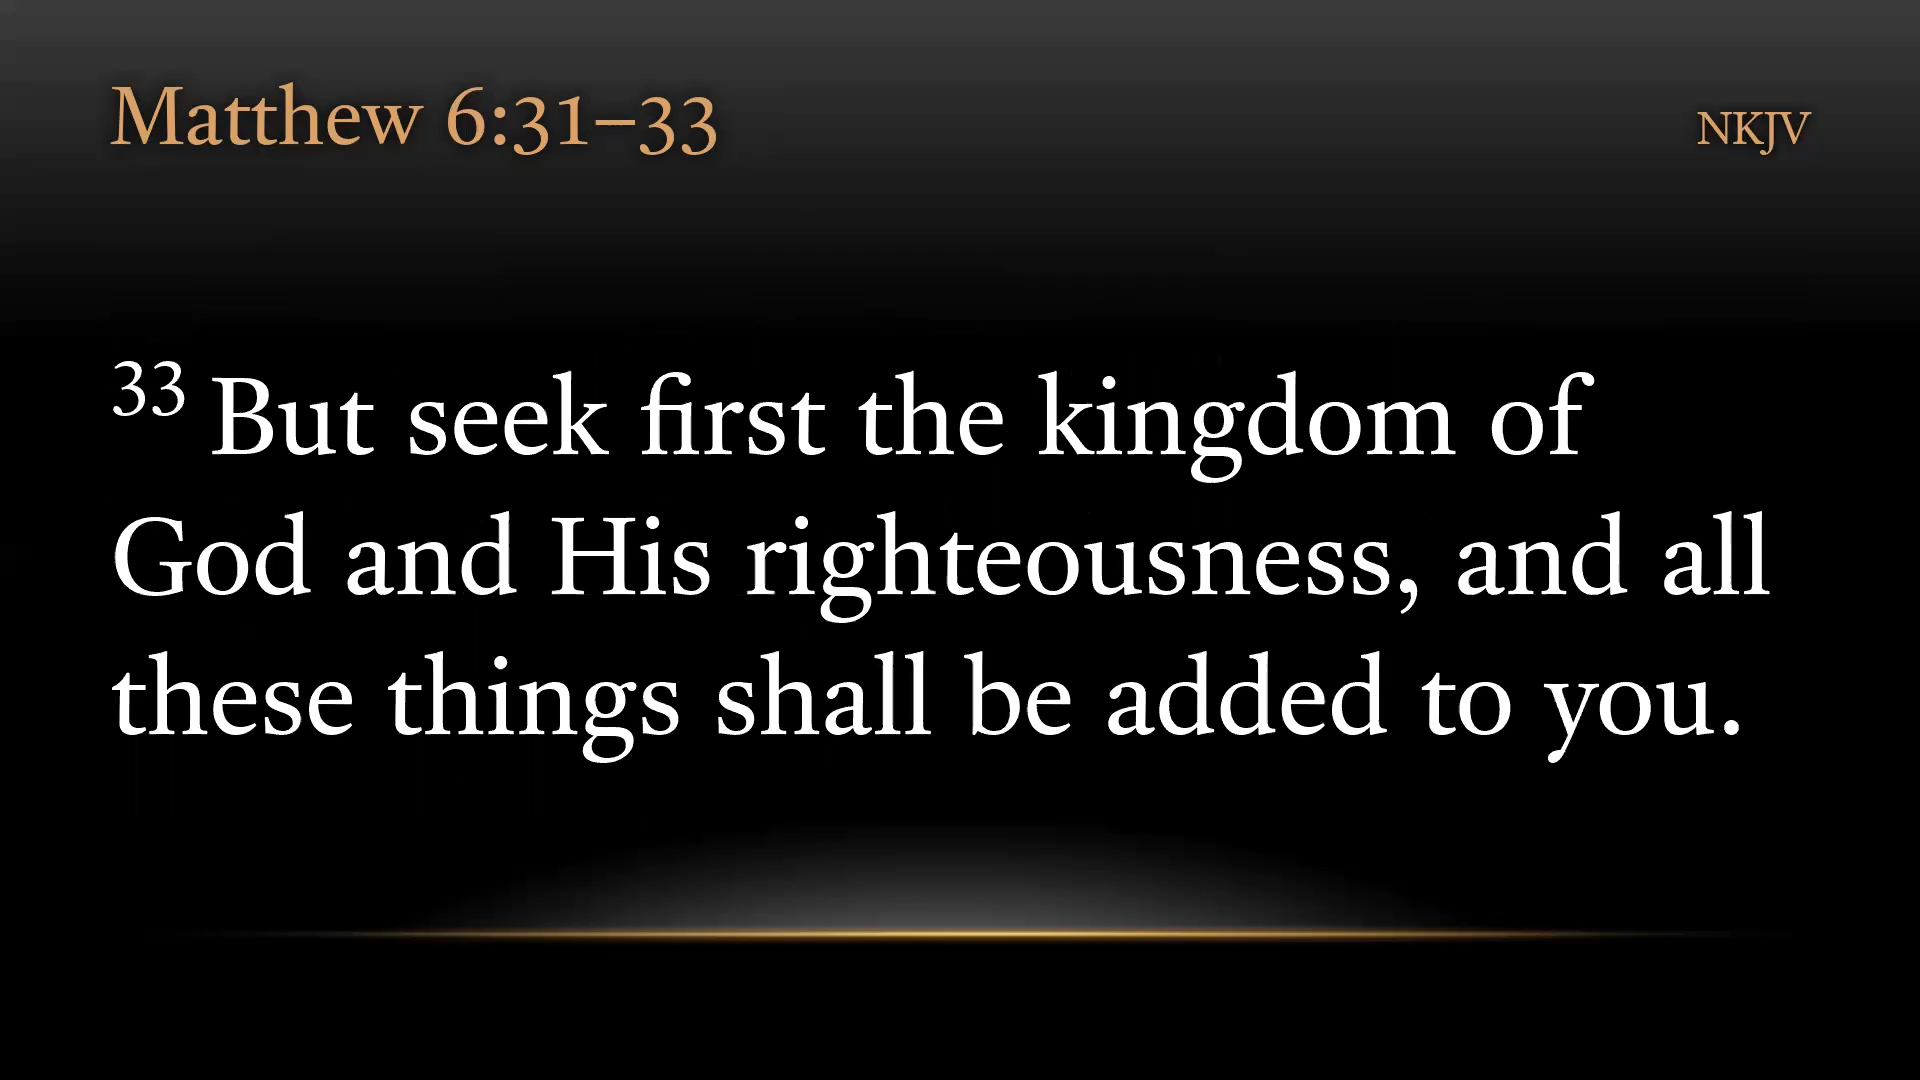 Matthew 6:31–33
NKJV
33 But seek first the kingdom of
God and His righteousness, and all
these things shall be added to you.